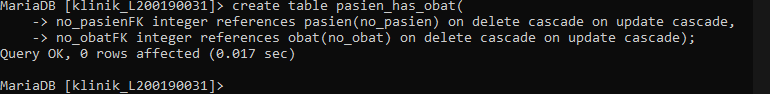 MariaDB [klinik_L200190031]> create table pasien_has_obat(
    -> no_pasienFK integer references pasien(no_pasien) on delete cascade on update cascade,
    -> no_obatFK integer references obat(no_obat) on delete cascade on update cascade);
Query OK, 0 rows affected (0.017 sec)
MariaDB [klinik_L200190031]>